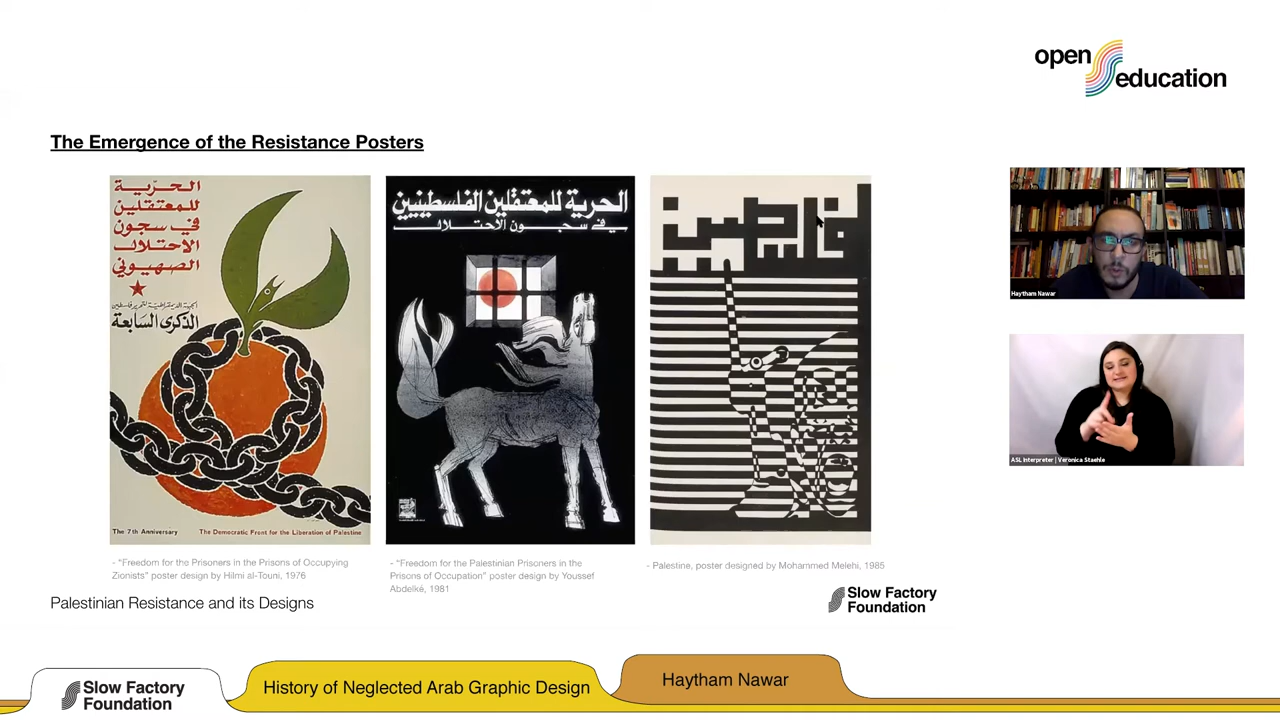 open
education
The Emergence of the Resistance Posters
الحرية
للمعتقلين
في سجون
الاحتلال
الصهيوني
الجبهة الديمقراطية لتحرير فلسطين
الذكرى السابعة
The 7th Anniversary
The Democratic Front for the Liberation of Palestine
الحرية للمعتقلين الفلسطينيين
في سجون الاحتلال
فلسطين
Haytham Nawar
ASL Interpreter | Veronica Staehle
- "Freedom for the Prisoners in the Prisons of Occupying
Zionists" poster design by Hilmi al-Touni, 1976
- "Freedom for the Palestinian Prisoners in the
Prisons of Occupation" poster design by Youssef
Abdelké, 1981
- Palestine, poster designed by Mohammed Melehi, 1985
Palestinian Resistance and its Designs
Slow Factory
Foundation
Slow Factory
Foundation
History of Neglected Arab Graphic Design
Haytham Nawar